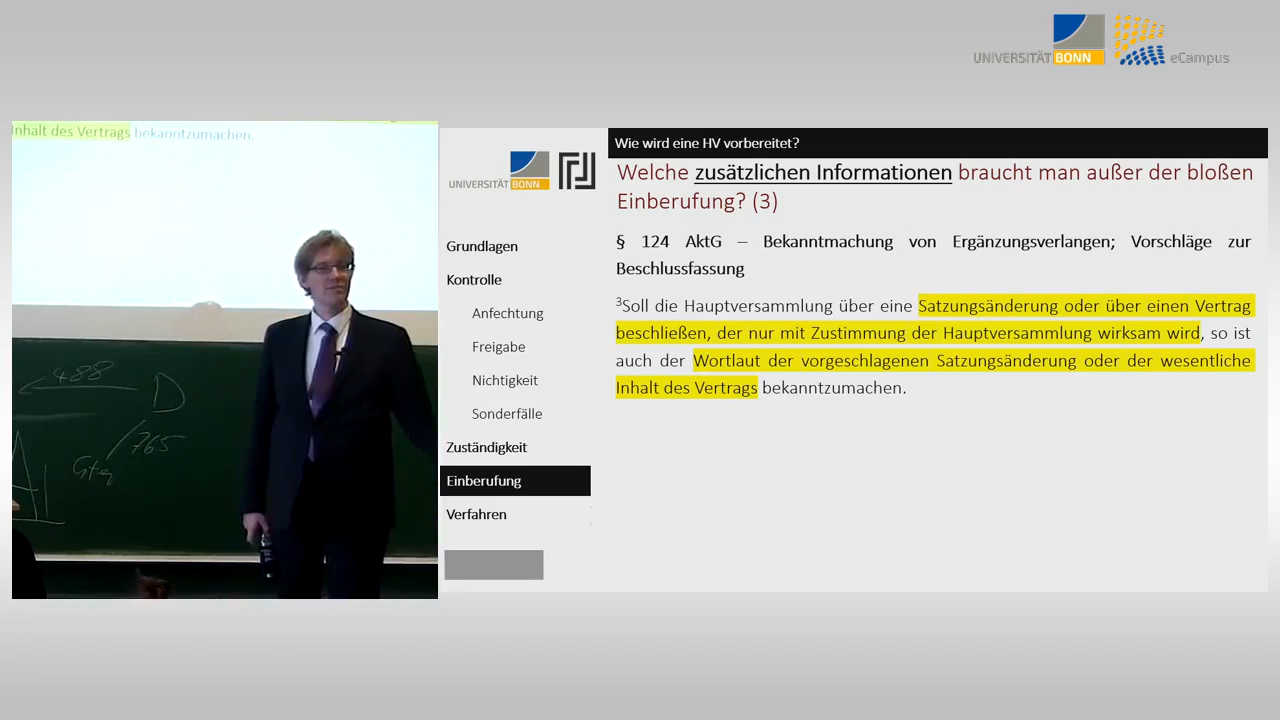 UNIVERSITÄT BONN
eCampus
Inhalt des Vertrags bekanntzumachen.
488
D
765
UNIVERSITÄT BONN
Grundlagen
Kontrolle
Anfechtung
Freigabe
Nichtigkeit
Sonderfälle
Zuständigkeit
Einberufung
Verfahren
Wie wird eine HV vorbereitet?
Welche zusätzlichen Informationen braucht man außer der bloßen
Einberufung? (3)
§ 124 AktG – Bekanntmachung von Ergänzungsverlangen; Vorschläge zur
Beschlussfassung
³Soll die Hauptversammlung über eine Satzungsänderung oder über einen Vertrag
beschließen, der nur mit Zustimmung der Hauptversammlung wirksam wird, so ist
auch der Wortlaut der vorgeschlagenen Satzungsänderung oder der wesentliche
Inhalt des Vertrags bekanntzumachen.